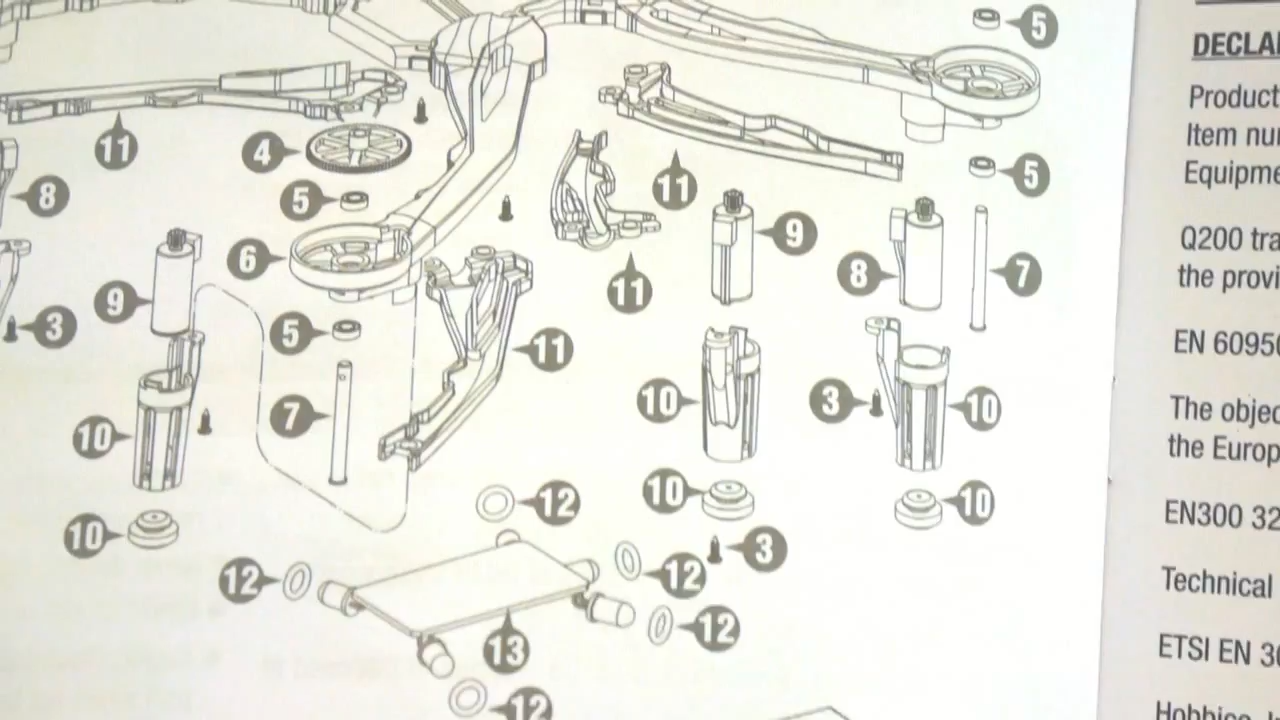 5
11
4
11
8
5
5
9
6
8
7
9
11
3
5
11
7
10
3
10
10
10
10
10
12
3
12
12
12
13
12
DECLA
Product
Item nu
Equipme
Q200 tra
the provi
EN 6095
The objec
the Europ
EN300 32
Technical
ETSI EN 3